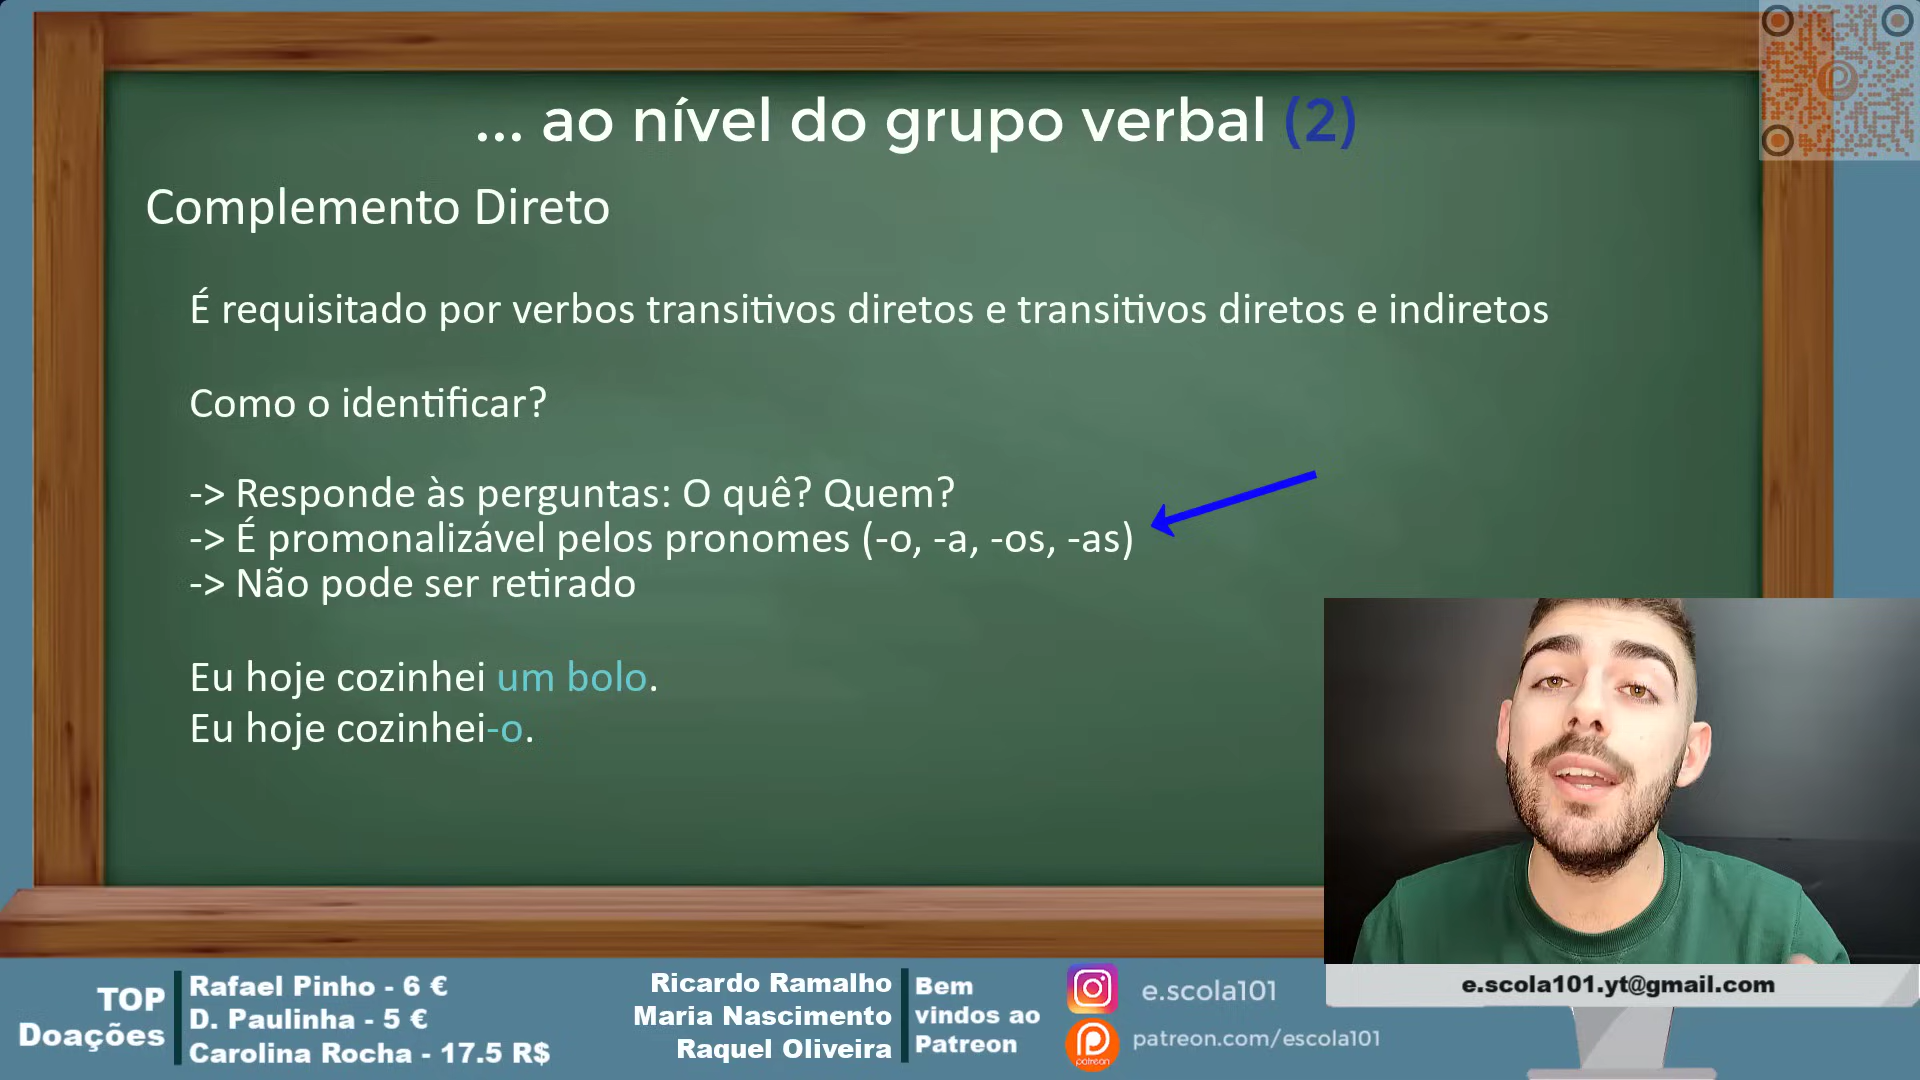 ... ao nível do grupo verbal (2)
Complemento Direto
É requisitado por verbos transitivos diretos e transitivos diretos e indiretos
Como o identificar?
-> Responde às perguntas: O quê? Quem?
-> É promonalizável pelos pronomes (-o, -a, -os, -as)
-> Não pode ser retirado
Eu hoje cozinhei um bolo.
Eu hoje cozinhei-o.
TOP
Doações
Rafael Pinho - 6 €
D. Paulinha - 5 €
Carolina Rocha - 17.5 R$
Ricardo Ramalho
Maria Nascimento
Raquel Oliveira
Bem
vindos ao
Patreon
e.scola101
patreon
patreon.com/escola101
e.scola101.yt@gmail.com